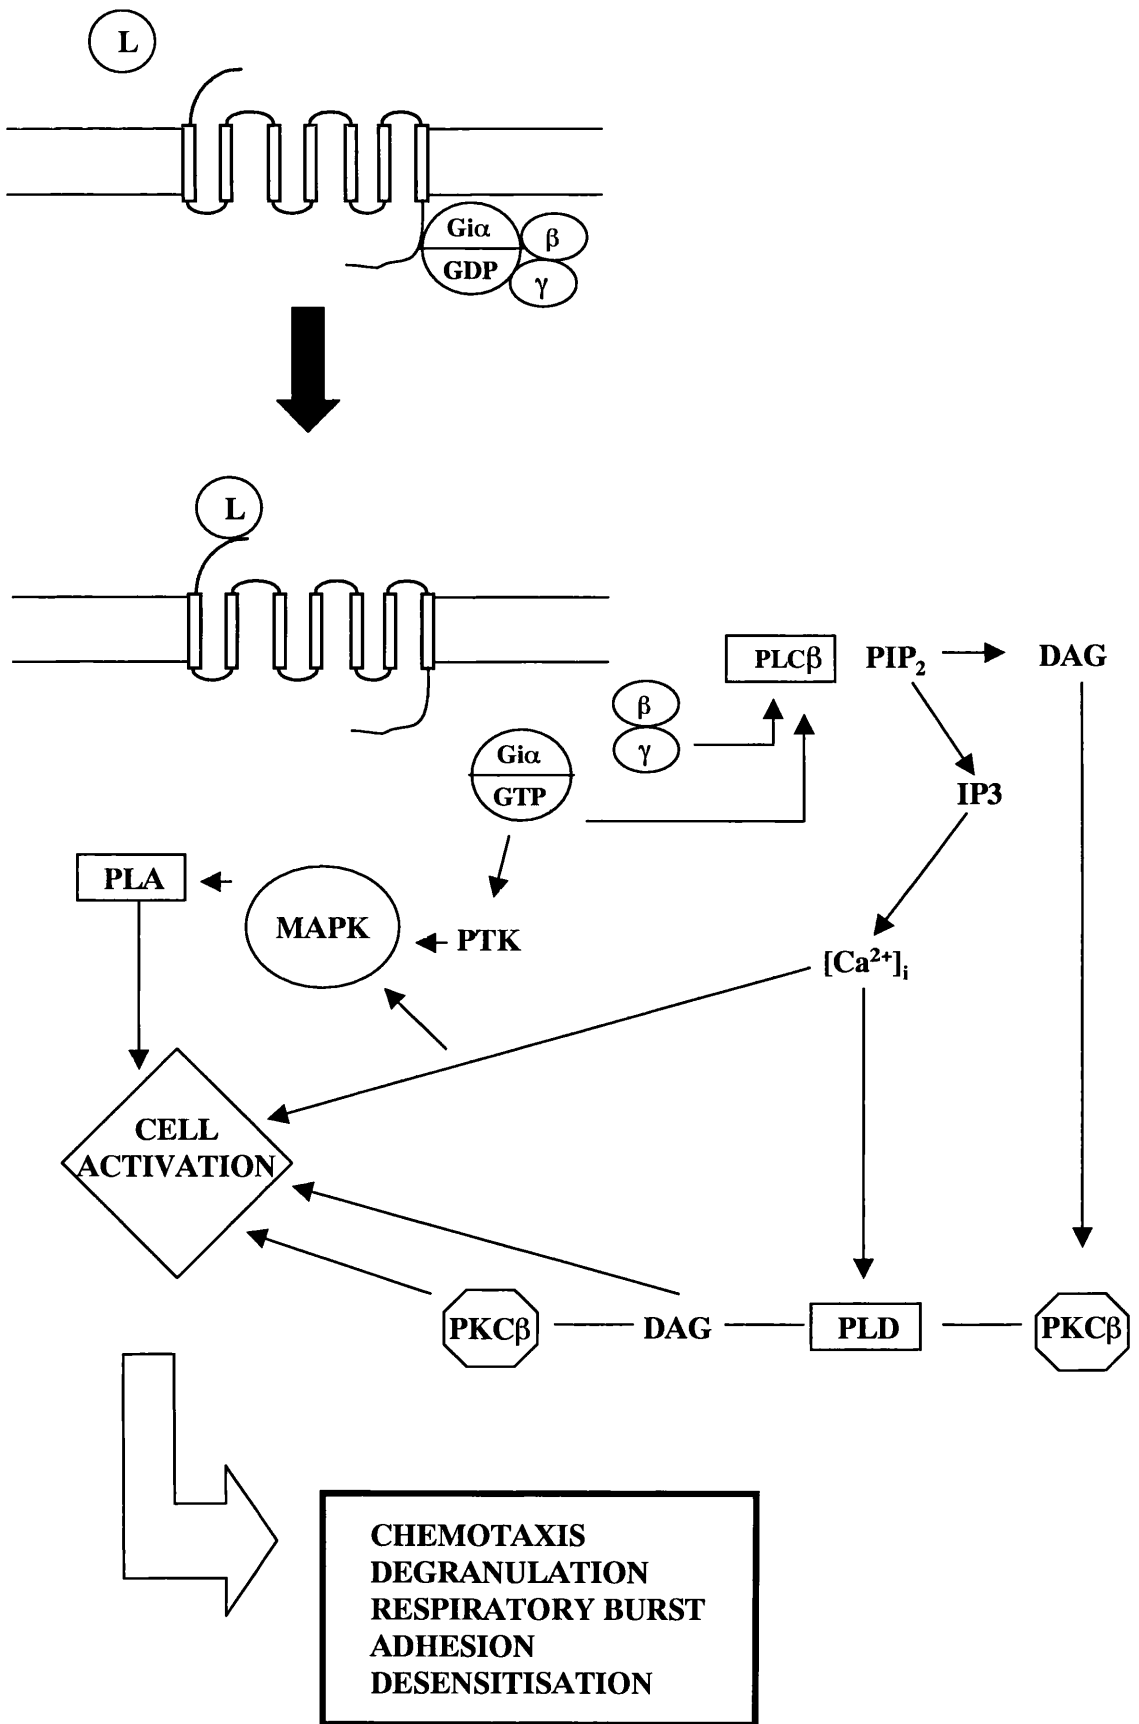 L
Giα
β
GDP
γ
L
PLCβ
PIP₂
DAG
β
γ
Giα
GTP
IP3
PLA
MAPK
PTK
[Ca²⁺]ᵢ
CELL
ACTIVATION
PKCβ
DAG
PLD
PKCβ
CHEMOTAXIS
DEGRANULATION
RESPIRATORY BURST
ADHESION
DESENSITISATION